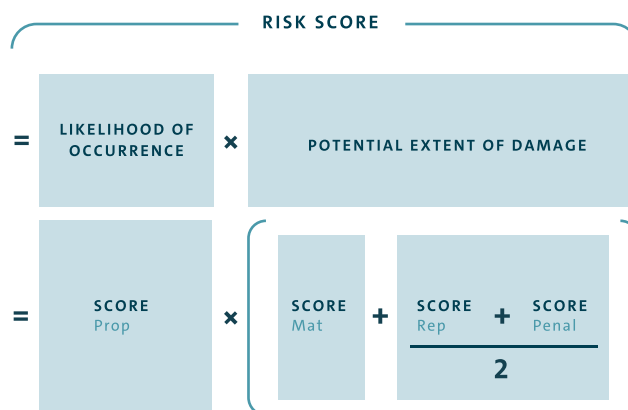 RISK SCORE
=
LIKELIHOOD OF
OCCURRENCE
×
POTENTIAL EXTENT OF DAMAGE
=
SCORE
Prop
×
SCORE
Mat
+
SCORE
Rep
+
SCORE
Penal
2